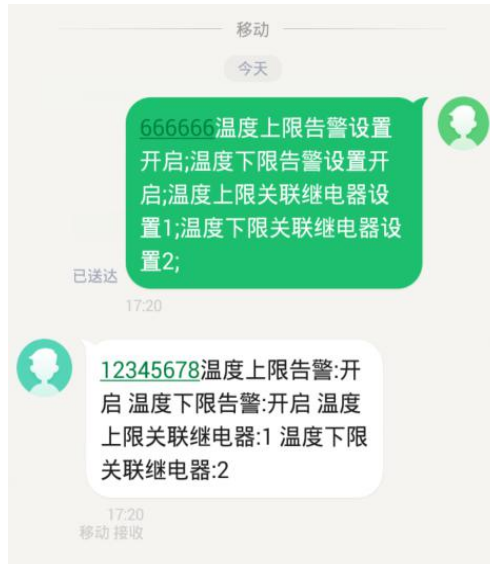 移动
今天
666666温度上限告警设置
开启;温度下限告警设置开
启;温度上限关联继电器设
置1;温度下限关联继电器设
置2;
已送达
17:20
12345678温度上限告警:开
启 温度下限告警:开启 温度
上限关联继电器:1 温度下限
关联继电器:2
17:20
移动 接收